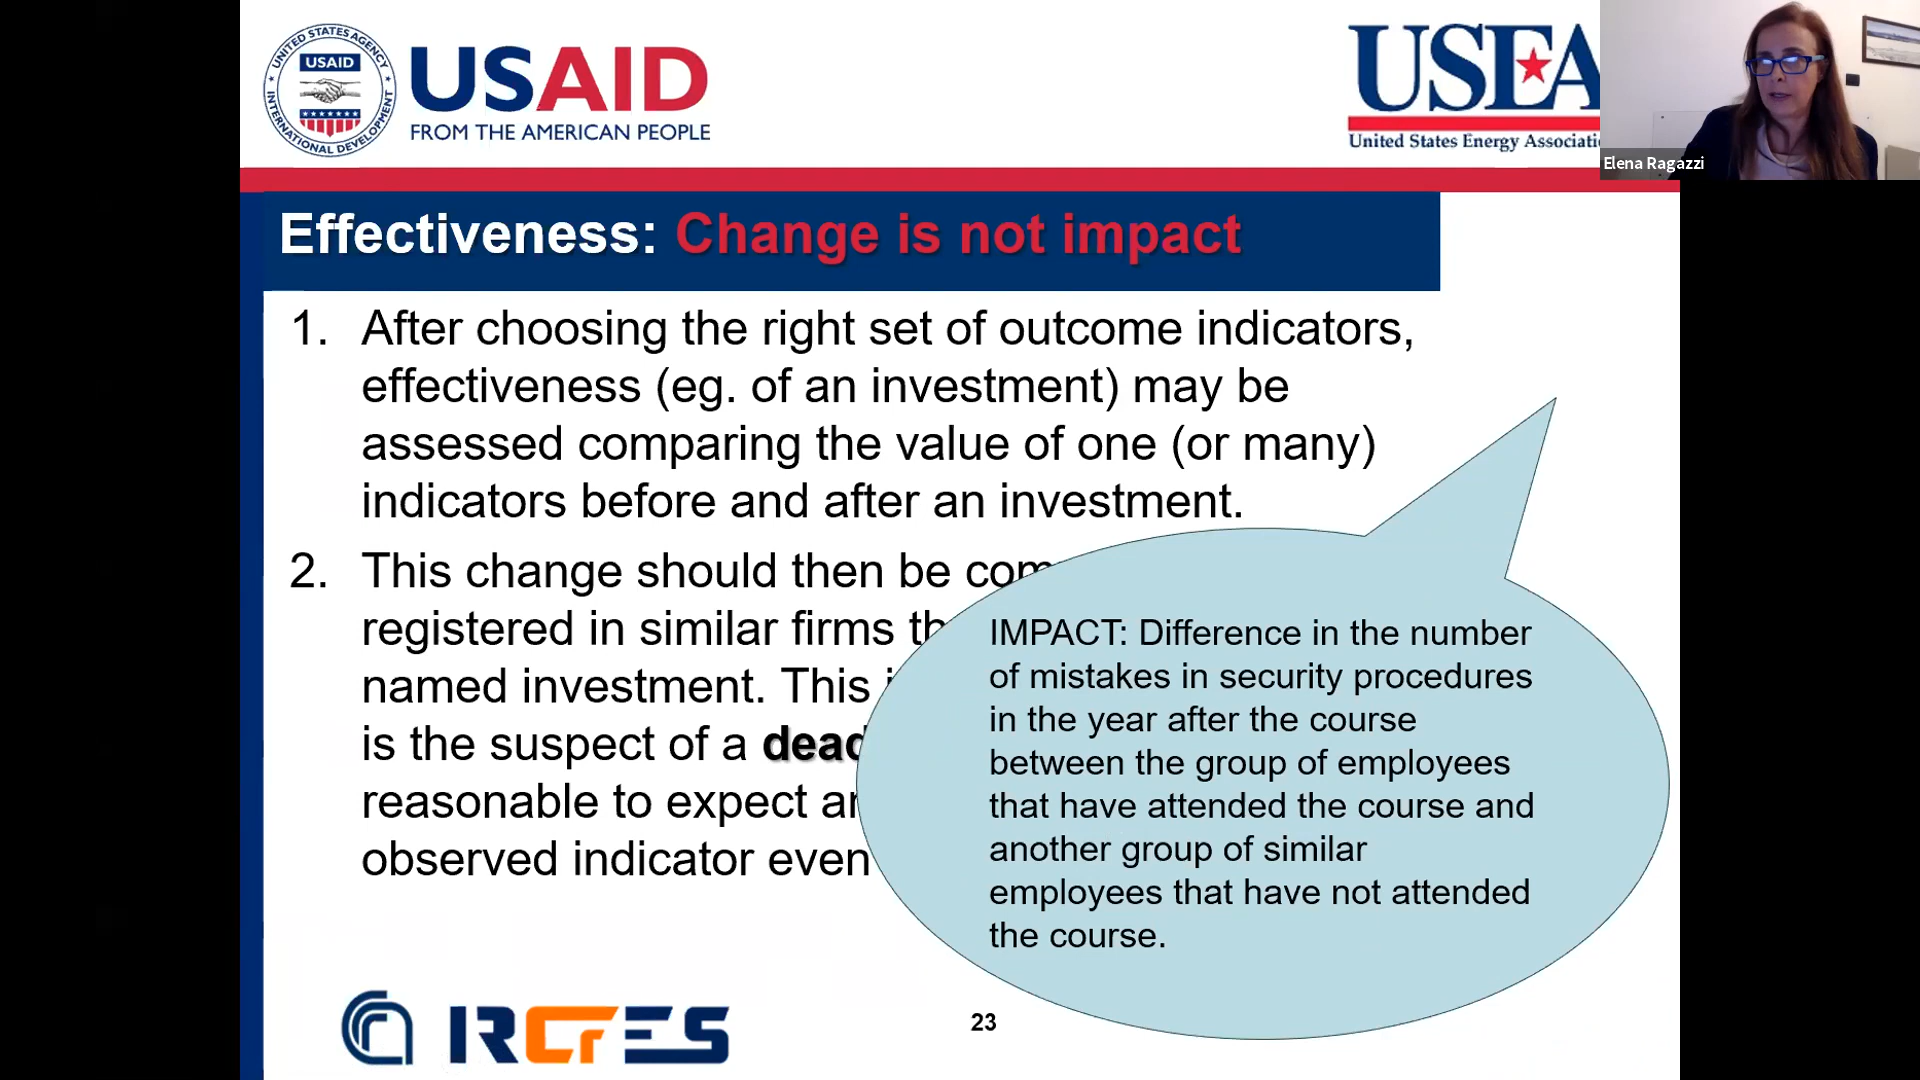 UNITED STATES AGENCY
USAID
INTERNATIONAL DEVELOPMENT
USAID
FROM THE AMERICAN PEOPLE
USEA
United States Energy Associati
Elena Ragazzi
Effectiveness: Change is not impact
1. After choosing the right set of outcome indicators,
effectiveness (eg. of an investment) may be
assessed comparing the value of one (or many)
indicators before and after an investment.
2. This change should then be com
registered in similar firms th
named investment. This i
is the suspect of a dead
reasonable to expect an
observed indicator even
IMPACT: Difference in the number
of mistakes in security procedures
in the year after the course
between the group of employees
that have attended the course and
another group of similar
employees that have not attended
the course.
IRCrES
23